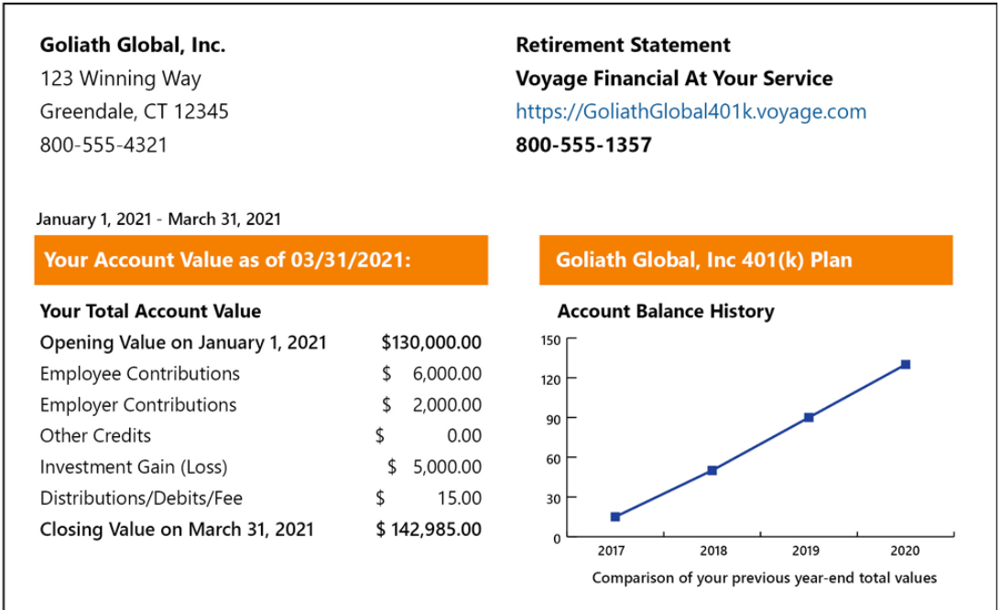 Goliath Global, Inc.
123 Winning Way
Greendale, CT 12345
800-555-4321
Retirement Statement
Voyage Financial At Your Service
https://GoliathGlobal401k.voyage.com
800-555-1357
January 1, 2021 - March 31, 2021
Your Account Value as of 03/31/2021:
Your Total Account Value
Opening Value on January 1, 2021 $130,000.00
Employee Contributions $ 6,000.00
Employer Contributions $ 2,000.00
Other Credits $ 0.00
Investment Gain (Loss) $ 5,000.00
Distributions/Debits/Fee $ 15.00
Closing Value on March 31, 2021 $ 142,985.00
Goliath Global, Inc 401(k) Plan
Account Balance History
150
120
90
60
30
0
2017 2018 2019 2020
Comparison of your previous year-end total values